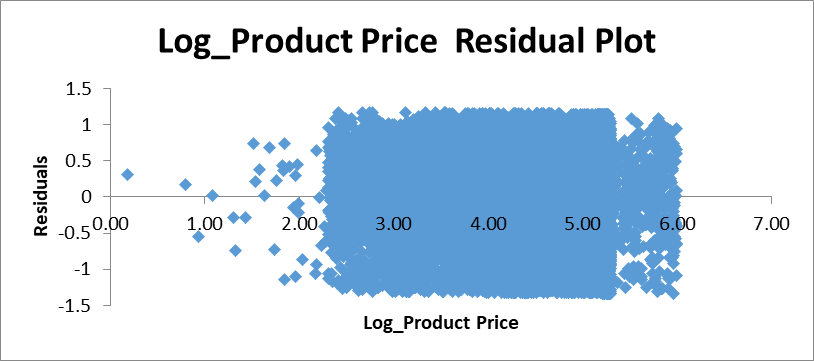 Log_Product Price  Residual Plot
1.5
1
0.5
0
-0.5
-1
-1.5
0.00 1.00 2.00 3.00 4.00 5.00 6.00 7.00
Residuals
Log_Product Price